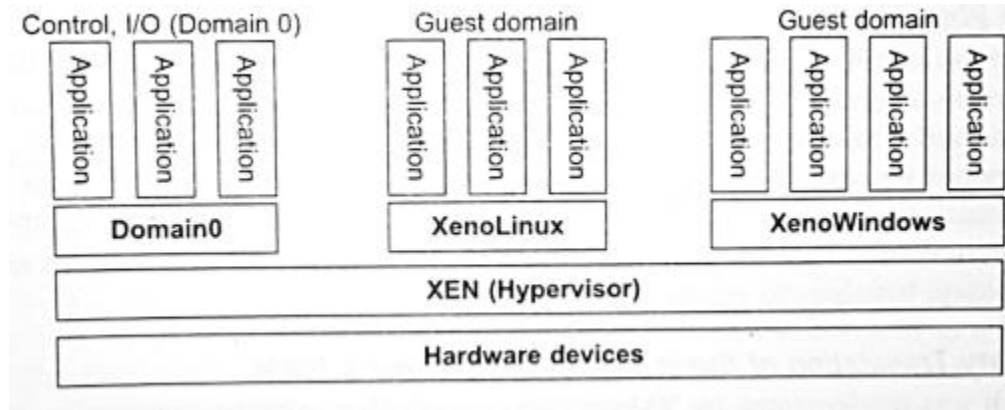 Control, I/O (Domain 0)
Guest domain
Guest domain
Application
Application
Application
Application
Application
Application
Application
Application
Application
Application
Domain0
XenoLinux
XenoWindows
XEN (Hypervisor)
Hardware devices